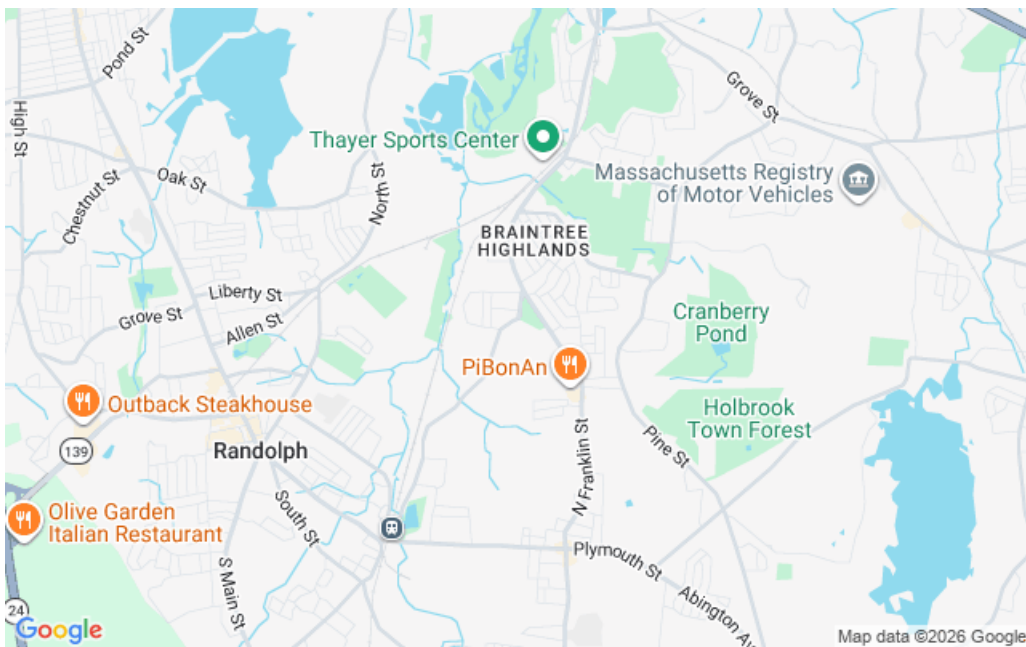 Pond St
High St
Grove St
Thayer Sports Center
Massachusetts Registry
of Motor Vehicles
Oak St
Chestnut St
North St
BRAINTREE
HIGHLANDS
Liberty St
Grove St
Allen St
Cranberry
Pond
PiBonAn
Outback Steakhouse
Holbrook
Town Forest
139
Randolph
Pine St
N Franklin St
Olive Garden
Italian Restaurant
South St
Plymouth St
S Main St
Abington Av
24
Google
Map data ©2026 Google